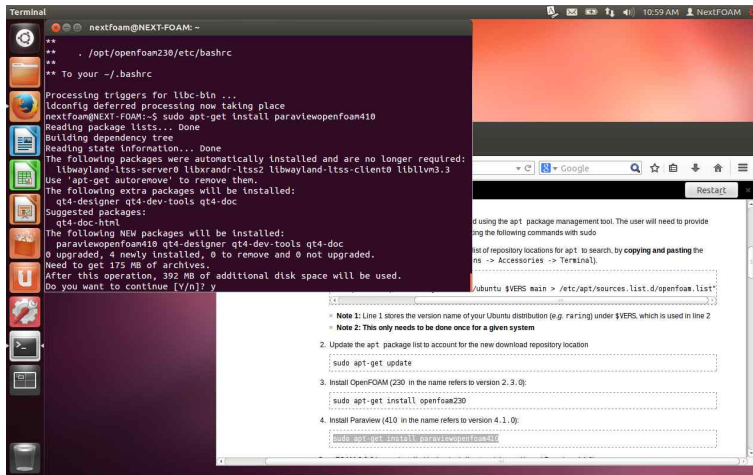 Terminal
10:59 AM NextFOAM
nextfoam@NEXT-FOAM: ~
**
** . /opt/openfoam230/etc/bashrc
**
** To your ~/.bashrc
Processing triggers for libc-bin ...
ldconfig deferred processing now taking place
nextfoam@NEXT-FOAM:~$ sudo apt-get install paraviewopenfoam410
Reading package lists... Done
Building dependency tree
Reading state information... Done
The following packages were automatically installed and are no longer required:
libwayland-ltss-server0 libxrandr-ltss2 libwayland-ltss-client0 libllvm3.3
Use 'apt-get autoremove' to remove them.
The following extra packages will be installed:
qt4-designer qt4-dev-tools qt4-doc
Suggested packages:
qt4-doc-html
The following NEW packages will be installed:
paraviewopenfoam410 qt4-designer qt4-dev-tools qt4-doc
0 upgraded, 4 newly installed, 0 to remove and 0 not upgraded.
Need to get 175 MB of archives.
After this operation, 392 MB of additional disk space will be used.
Do you want to continue [Y/n]? y
Google
Restart
d using the apt package management tool. The user will need to provide
ing the following commands with sudo
list of repository locations for apt to search, by copying and pasting the
ns -> Accessories -> Terminal).
/ubuntu $VERS main > /etc/apt/sources.list.d/openfoam.list"
Note 1: Line 1 stores the version name of your Ubuntu distribution (e.g. raring) under $VERS, which is used in line 2
Note 2: This only needs to be done once for a given system
2. Update the apt package list to account for the new download repository location
sudo apt-get update
3. Install OpenFOAM (230 in the name refers to version 2.3.0):
sudo apt-get install openfoam230
4. Install Paraview (410 in the name refers to version 4.1.0):
sudo apt-get install paraviewopenfoam410